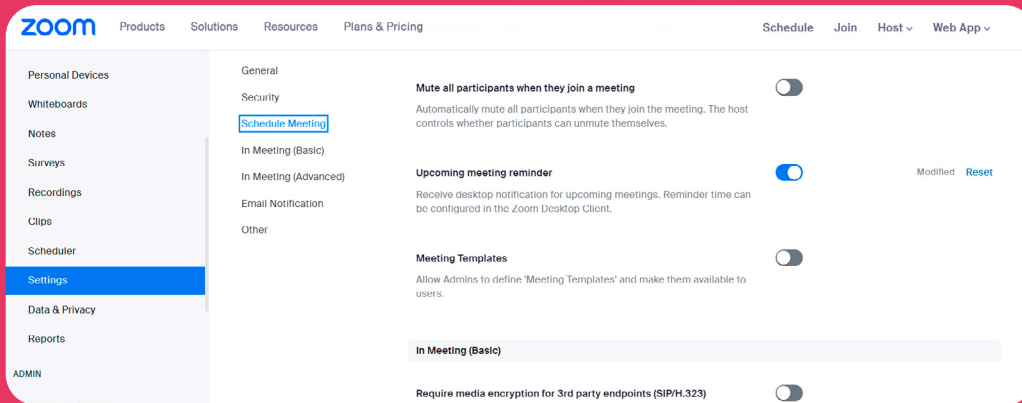 zoom Products Solutions Resources Plans & Pricing Schedule Join Host Web App
Personal Devices
Whiteboards
Notes
Surveys
Recordings
Clips
Scheduler
Settings
Data & Privacy
Reports
ADMIN
General
Security
Schedule Meeting
In Meeting (Basic)
In Meeting (Advanced)
Email Notification
Other
Mute all participants when they join a meeting
Automatically mute all participants when they join the meeting. The host
controls whether participants can unmute themselves.
Upcoming meeting reminder Modified Reset
Receive desktop notification for upcoming meetings. Reminder time can
be configured in the Zoom Desktop Client.
Meeting Templates
Allow Admins to define 'Meeting Templates' and make them available to
users.
In Meeting (Basic)
Require media encryption for 3rd party endpoints (SIP/H.323)